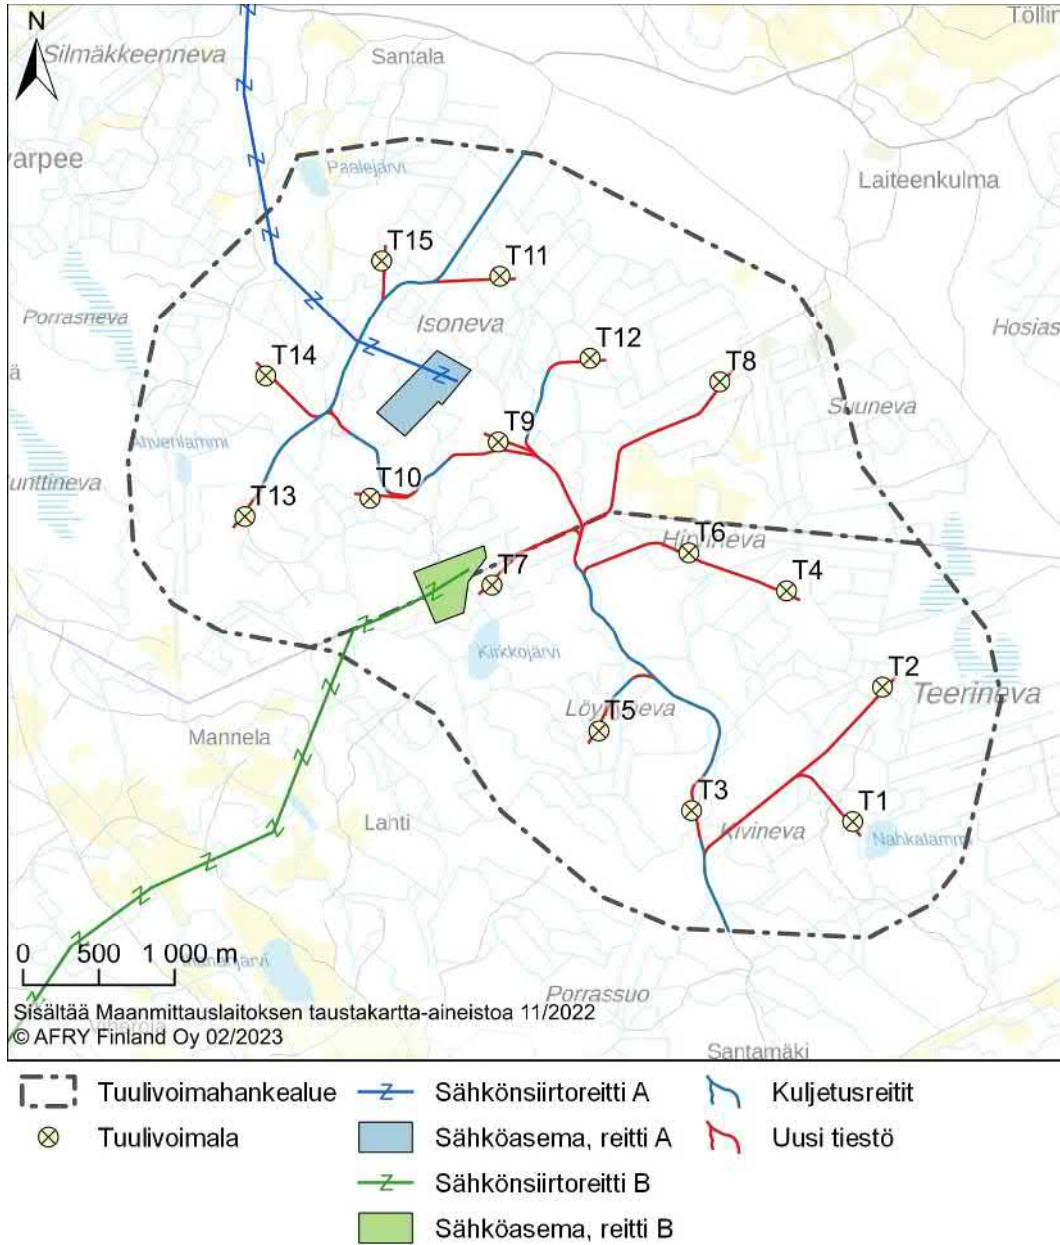 N
Töllin
Silmäkkeenneva
Santala
varpee
Paalejärvi
Laiteenkulma
T15
T11
Porrasneva
Isoneva
Hosias
T12
T14
T8
Suuneva
T9
Ahvenlammi
T10
T13
T6
T7
T4
Kirkkojärvi
T2
Teerineva
T5
Mannela
T3
T1
Lahti
Kivineva
Nahkalammi
0 500 1 000 m
Porrassuo
Sisältää Maanmittauslaitoksen taustakartta-aineistoa 11/2022
© AFRY Finland Oy 02/2023
Santamäki
Tuulivoimahankealue
Tuulivoimala
Sähkönsiirtoreitti A
Sähköasema, reitti A
Sähkönsiirtoreitti B
Sähköasema, reitti B
Kuljetusreitit
Uusi tiestö